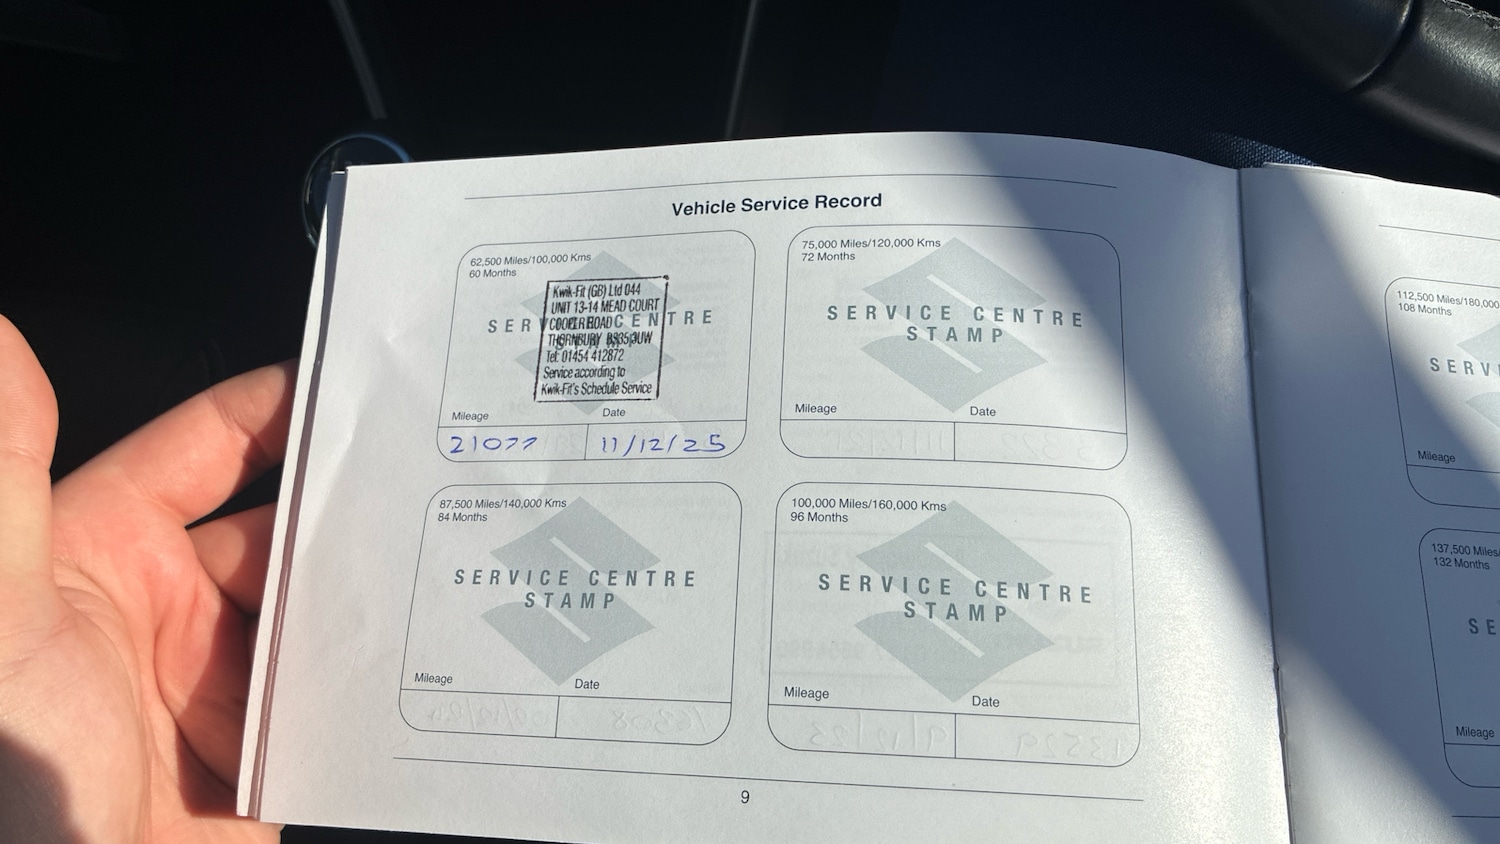 Vehicle Service Record
62,500 Miles/100,000 Kms
60 Months
SERVICE CENTRE
Kwik-Fit (GB) Ltd 044
UNIT 13-14 MEAD COURT
COOPER ROAD
THORNBURY BS35 3UW
Tel: 01454 412872
Service according to
Kwik-Fit's Schedule Service
Mileage Date
21077 11/12/25
75,000 Miles/120,000 Kms
72 Months
SERVICE CENTRE
STAMP
Mileage Date
87,500 Miles/140,000 Kms
84 Months
SERVICE CENTRE
STAMP
Mileage Date
100,000 Miles/160,000 Kms
96 Months
SERVICE CENTRE
STAMP
Mileage Date
9
112,500 Miles/180,000
108 Months
SERV
Mileage
137,500 Miles
132 Months
SE
Mileage